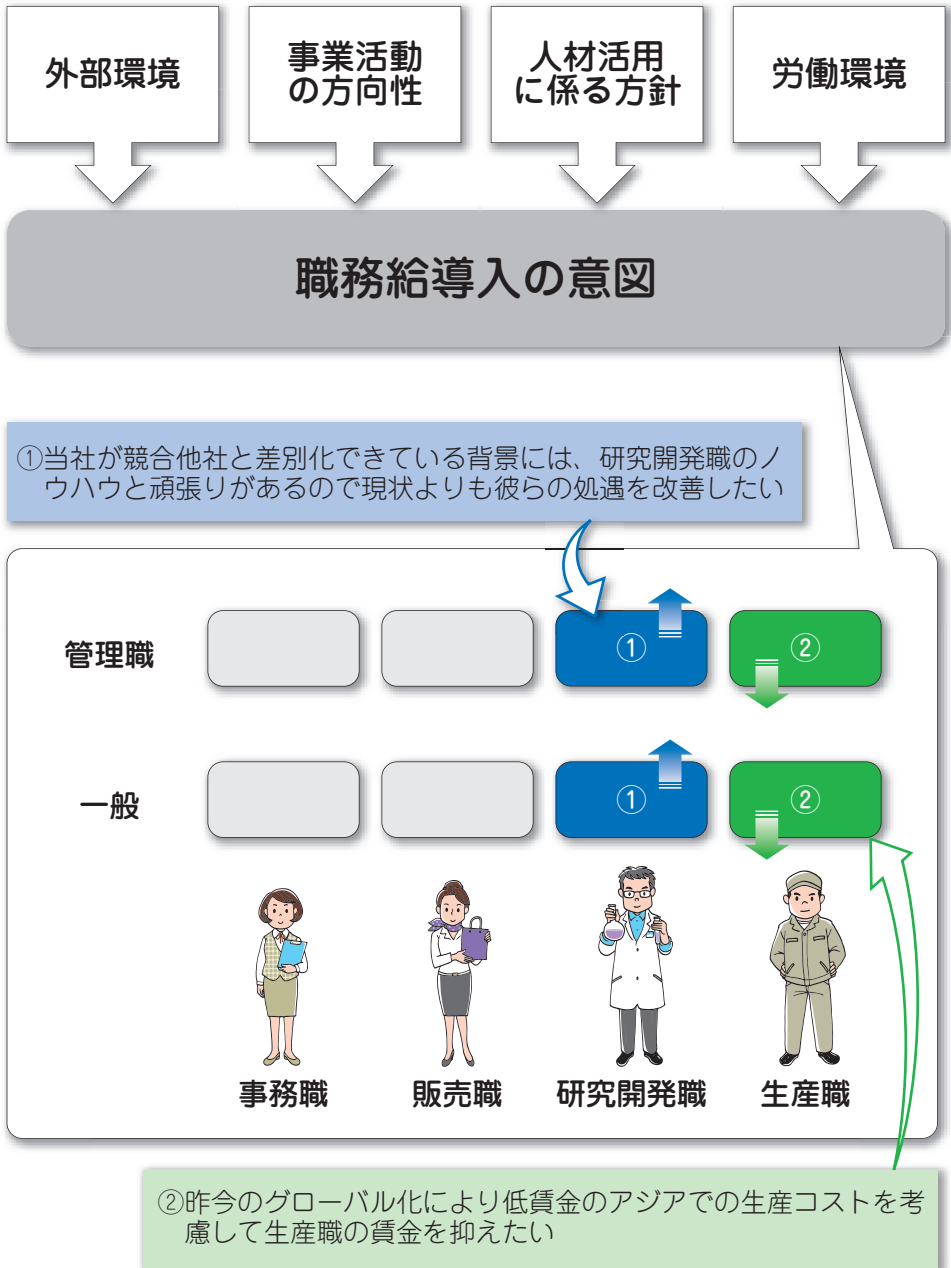 外部環境
事業活動
の方向性
人材活用
に係る方針
労働環境
職務給導入の意図
①当社が競合他社と差別化できている背景には、研究開発職のノ
ウハウと頑張りがあるので現状よりも彼らの処遇を改善したい
管理職
①
②
一般
①
②
事務職
販売職
研究開発職
生産職
②昨今のグローバル化により低賃金のアジアでの生産コストを考
慮して生産職の賃金を抑えたい